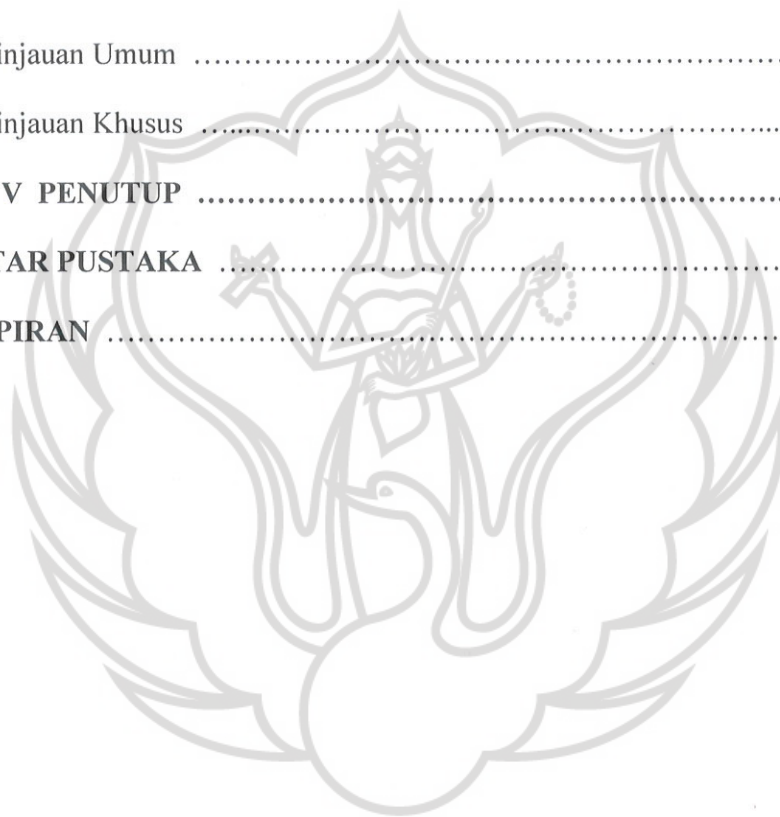 injauan Umum ................................................................
injauan Khusus ................................................................
V PENUTUP ................................................................
TAR PUSTAKA ................................................................
PIRAN ................................................................